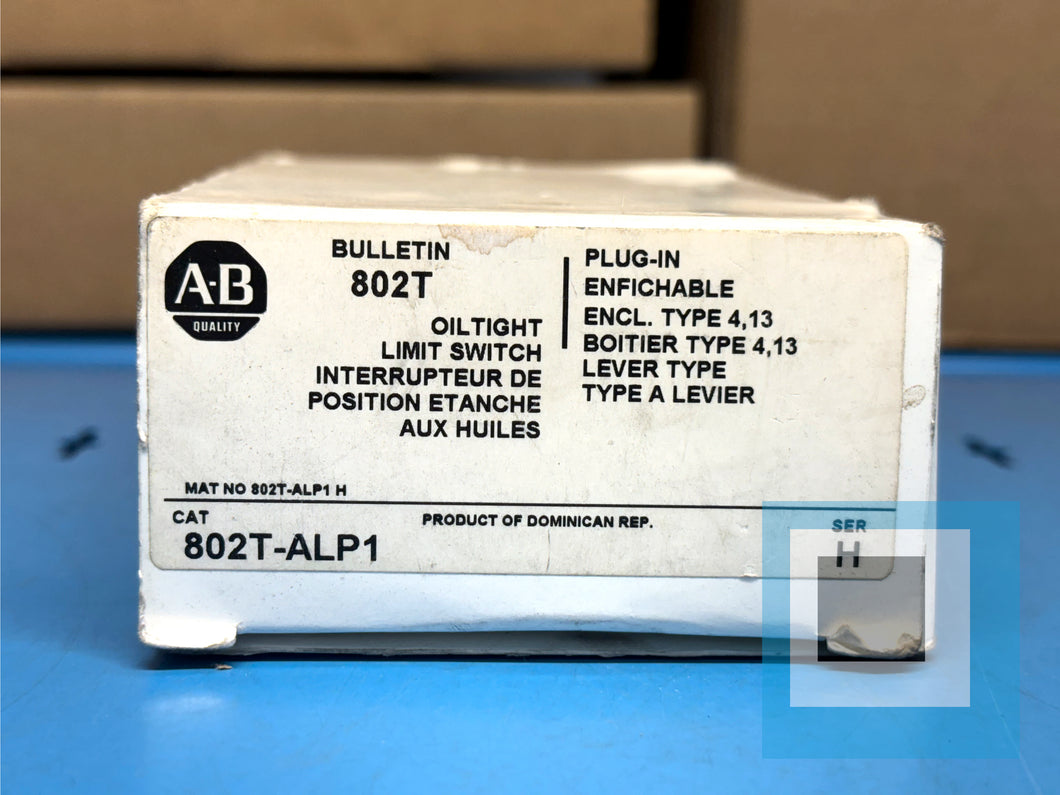 A-B
QUALITY
BULLETIN
802T
OILTIGHT
LIMIT SWITCH
INTERRUPTEUR DE
POSITION ETANCHE
AUX HUILES
PLUG-IN
ENFICHABLE
ENCL. TYPE 4,13
BOITIER TYPE 4,13
LEVER TYPE
TYPE A LEVIER
MAT NO 802T-ALP1 H
CAT
802T-ALP1
PRODUCT OF DOMINICAN REP.
SER
H